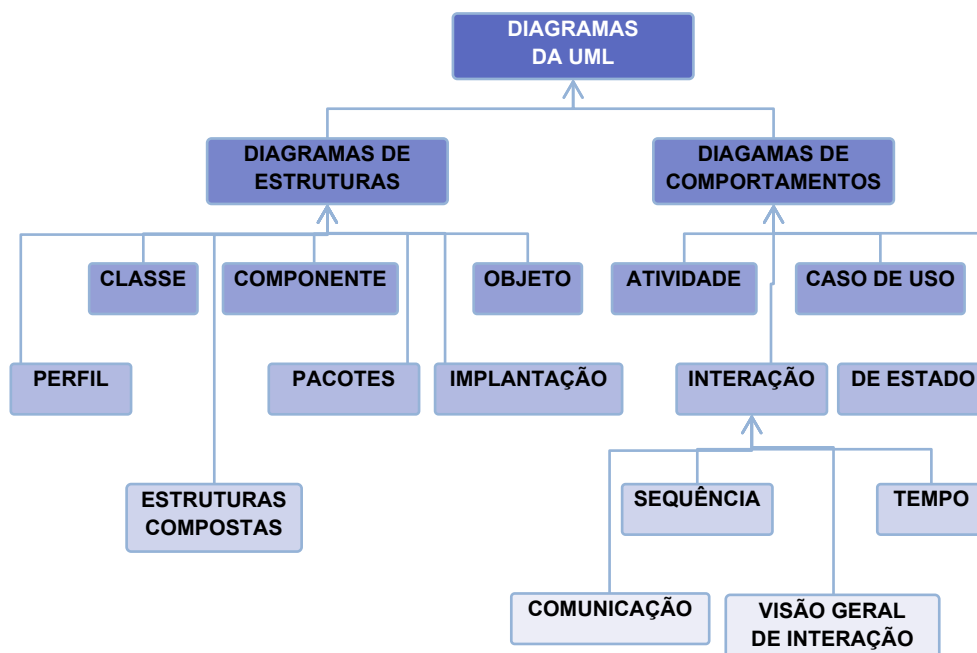 DIAGRAMAS
DA UML
DIAGRAMAS DE
ESTRUTURAS
DIAGAMAS DE
COMPORTAMENTOS
CLASSE
COMPONENTE
OBJETO
ATIVIDADE
CASO DE USO
PERFIL
PACOTES
IMPLANTAÇÃO
INTERAÇÃO
DE ESTADO
ESTRUTURAS
COMPOSTAS
SEQUÊNCIA
TEMPO
COMUNICAÇÃO
VISÃO GERAL
DE INTERAÇÃO